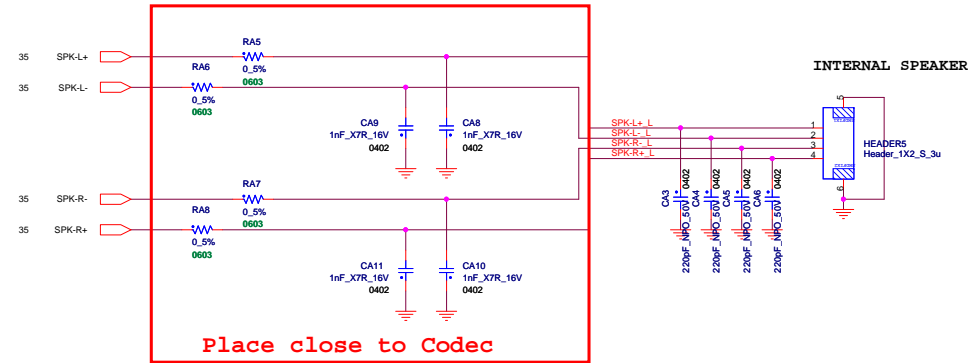 35 SPK-L+
RA5
0_5%
0603
35 SPK-L-
RA6
0_5%
0603
CA9
1nF_X7R_16V
0402
CA8
1nF_X7R_16V
0402
35 SPK-R-
RA7
0_5%
0603
35 SPK-R+
RA8
0_5%
0603
CA11
1nF_X7R_16V
0402
CA10
1nF_X7R_16V
0402
Place close to Codec
INTERNAL SPEAKER
SPK-L+_L
SPK-L-_L
SPK-R-_L
SPK-R+_L
1
2
3
4
5
6
HEADER5
Header_1X2_S_3u
CA3
0402
220pF_NPO_50V
CA4
0402
220pF_NPO_50V
CA5
0402
220pF_NPO_50V
CA6
0402
220pF_NPO_50V